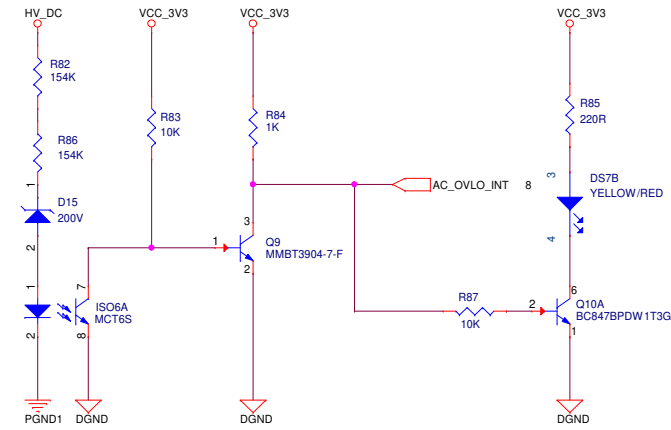 HV_DC
VCC_3V3
VCC_3V3
VCC_3V3
R82
154K
R83
10K
R84
1K
R85
220R
R86
154K
1
D15
200V
2
AC_OVLO_INT 8
3
DS7B
YELLOW/RED
4
1
3
Q9
MMBT3904-7-F
2
1
7
ISO6A
MCT6S
2
8
R87
10K
2
6
Q10A
BC847BPDW1T3G
1
PGND1
DGND
DGND
DGND